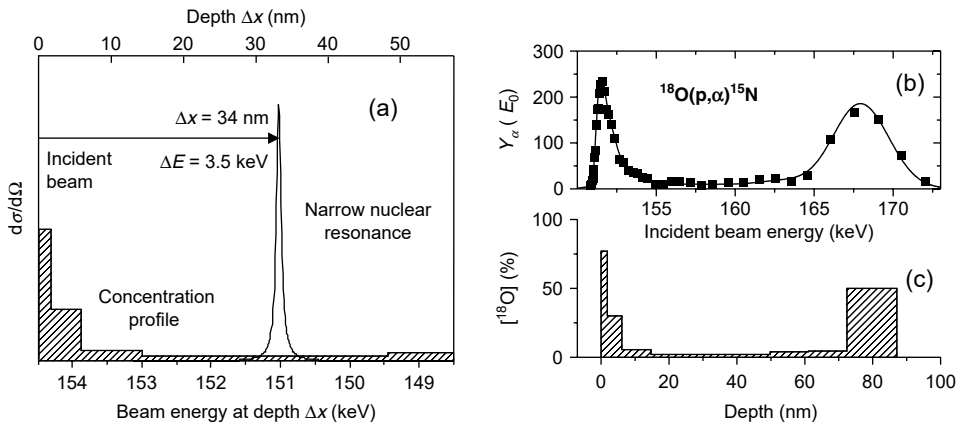 Depth Δx (nm)
0 10 20 30 40 50
(a)
Δx = 34 nm
ΔE = 3.5 keV
Incident
beam
Narrow nuclear
resonance
Concentration
profile
dσ/dΩ
154 153 152 151 150 149
Beam energy at depth Δx (keV)
300
200
100
0
Y_α ( E₀)
¹⁸O(p,α)¹⁵N
(b)
155 160 165 170
Incident beam energy (keV)
100
50
0
[¹⁸O] (%)
(c)
0 20 40 60 80 100
Depth (nm)